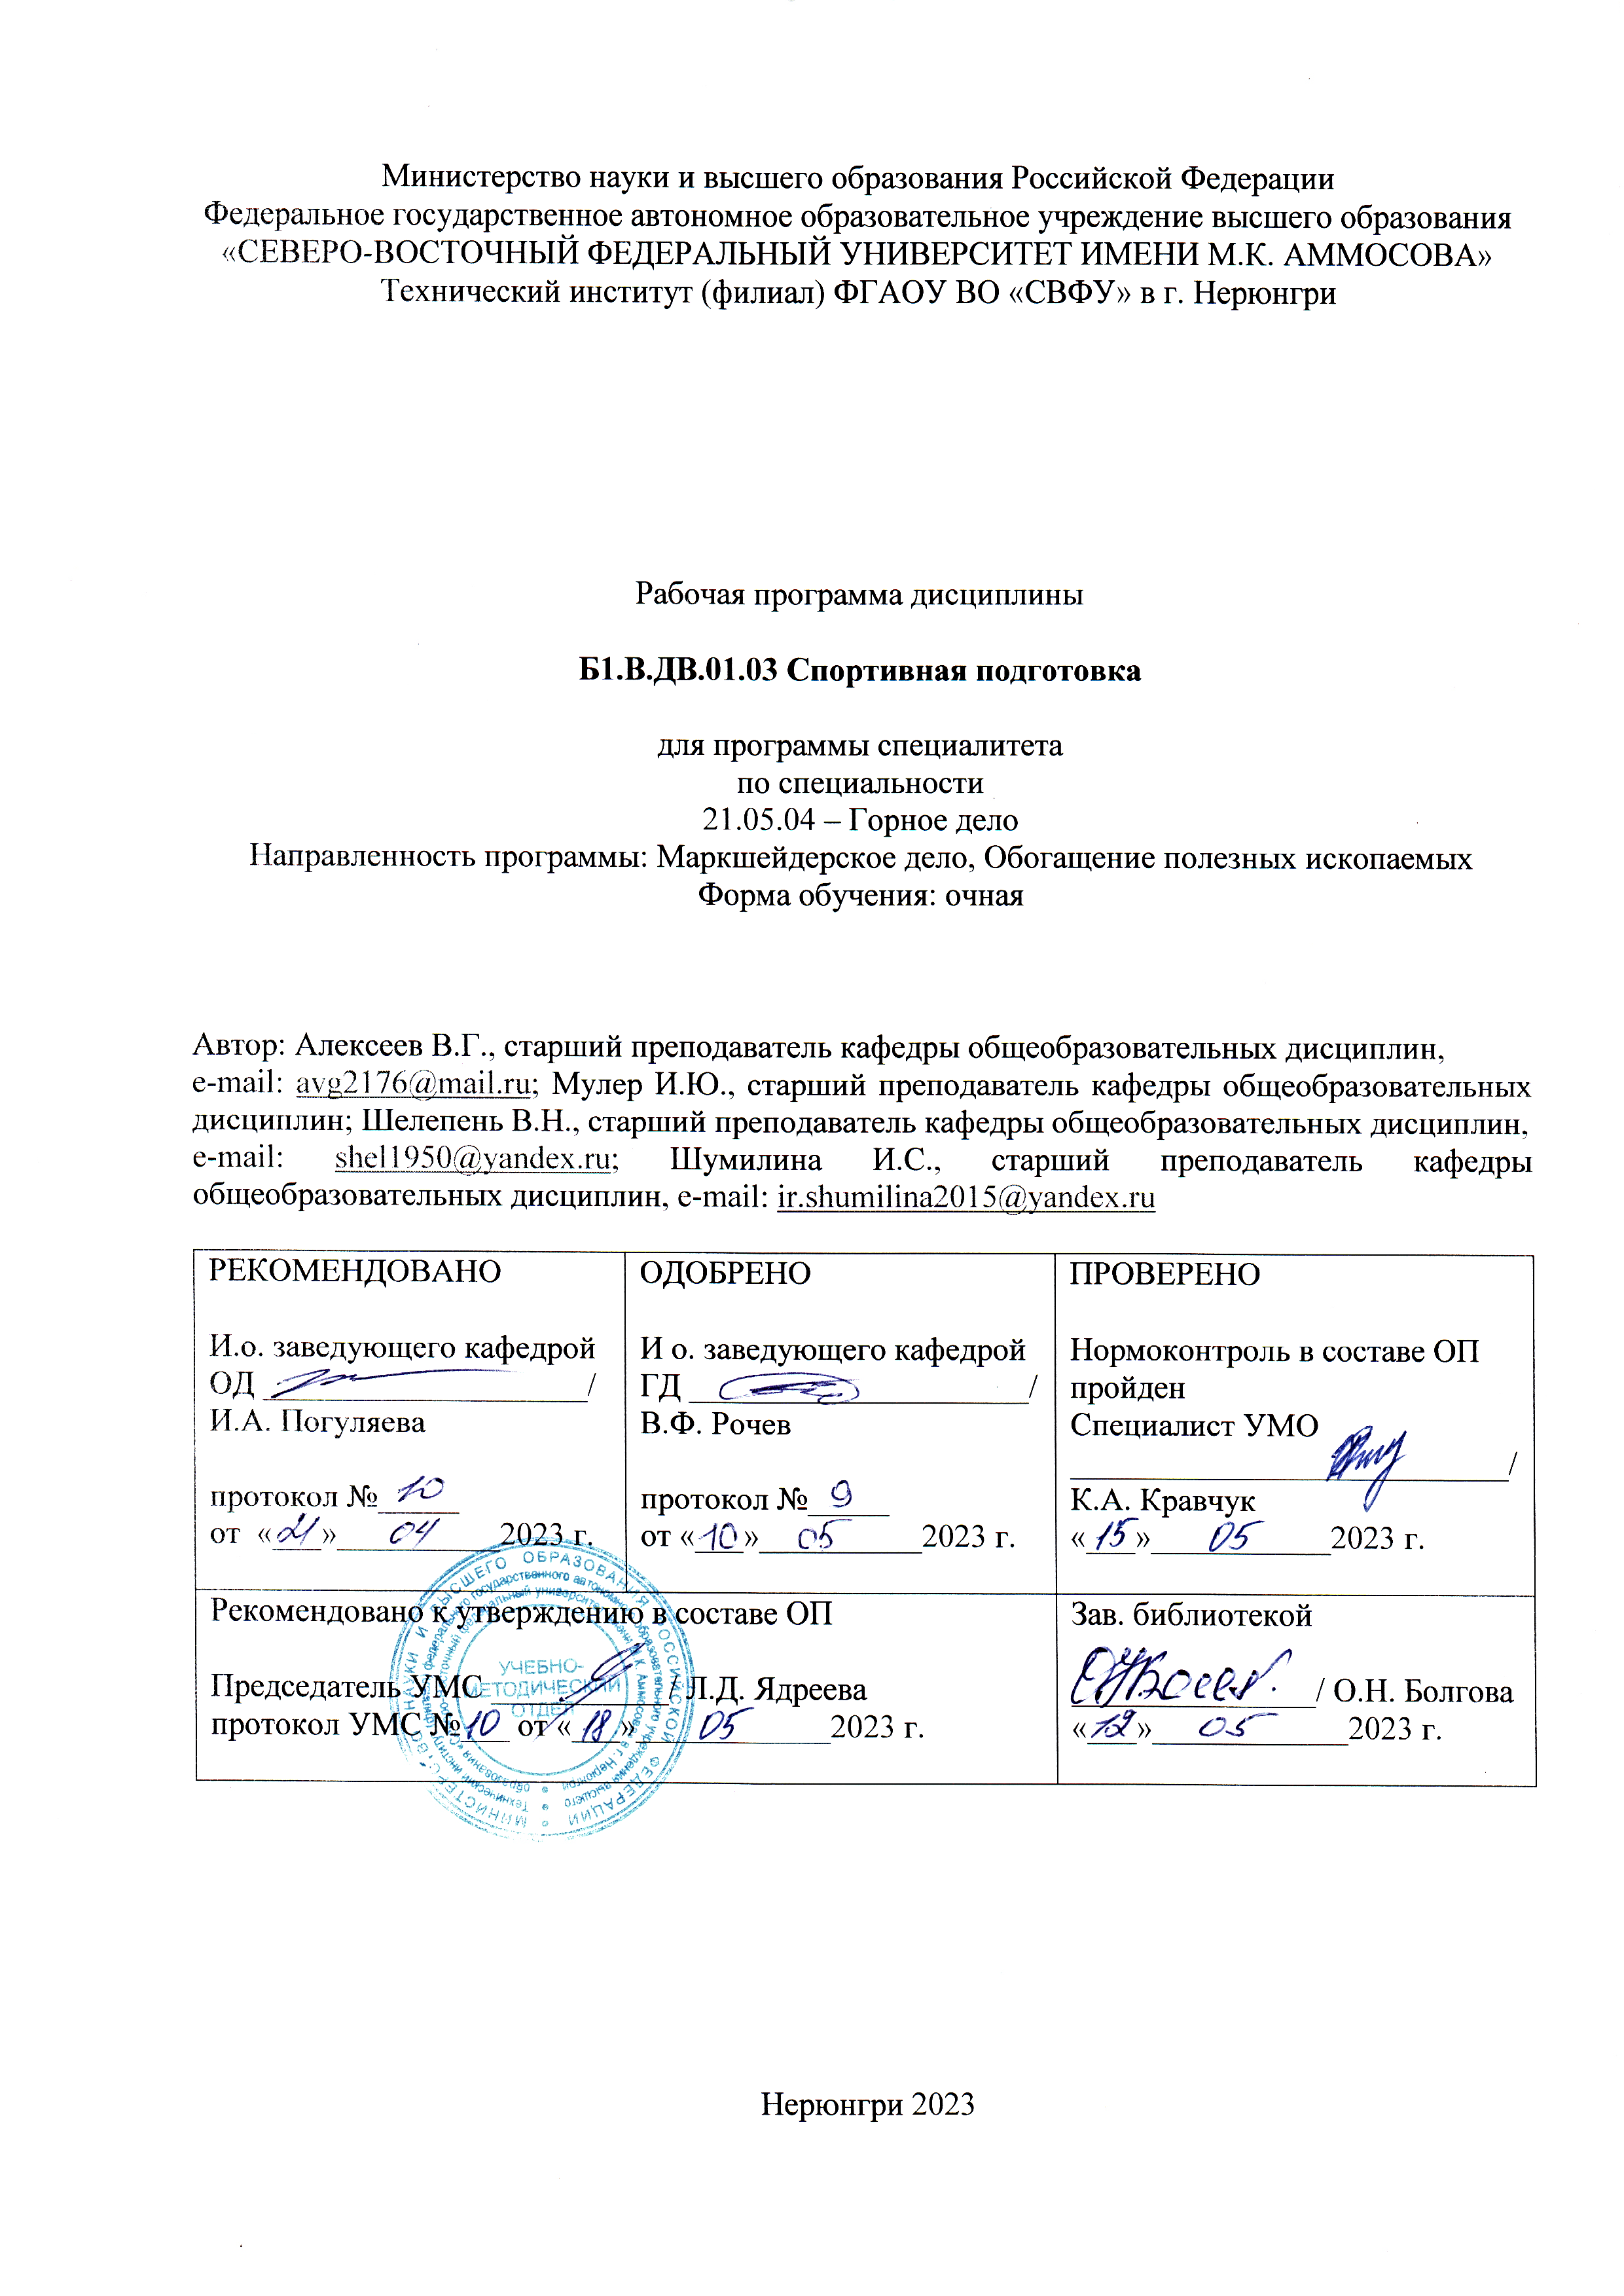 Министерство науки и высшего образования Российской Федерации
Федеральное государственное автономное образовательное учреждение высшего образования
«СЕВЕРО-ВОСТОЧНЫЙ ФЕДЕРАЛЬНЫЙ УНИВЕРСИТЕТ ИМЕНИ М.К. АММОСОВА»
Технический институт (филиал) ФГАОУ ВО «СВФУ» в г. Нерюнгри
Рабочая программа дисциплины
Б1.В.ДВ.01.03 Спортивная подготовка
для программы специалитета
по специальности
21.05.04 – Горное дело
Направленность программы: Маркшейдерское дело, Обогащение полезных ископаемых
Форма обучения: очная
Автор: Алексеев В.Г., старший преподаватель кафедры общеобразовательных дисциплин,
e-mail: avg2176@mail.ru; Мулер И.Ю., старший преподаватель кафедры общеобразовательных
дисциплин; Шелепень В.Н., старший преподаватель кафедры общеобразовательных дисциплин,
e-mail: shel1950@yandex.ru; Шумилина И.С., старший преподаватель кафедры
общеобразовательных дисциплин, e-mail: ir.shumilina2015@yandex.ru
РЕКОМЕНДОВАНО
И.о. заведующего кафедрой
ОД /
И.А. Погуляева
протокол № 10
от «21» 04 2023 г.
ОДОБРЕНО
И о. заведующего кафедрой
ГД /
В.Ф. Рочев
протокол № 9
от «10» 05 2023 г.
ПРОВЕРЕНО
Нормоконтроль в составе ОП
пройден
Специалист УМО
/
К.А. Кравчук
«15» 05 2023 г.
Рекомендовано к утверждению в составе ОП
Председатель УМС / Л.Д. Ядреева
протокол УМС № 10 от «18» 05 2023 г.
УЧЕБНО-
МЕТОДИЧЕСКИЙ
ОТДЕЛ
Зав. библиотекой
/ О.Н. Болгова
«12» 05 2023 г.
Нерюнгри 2023